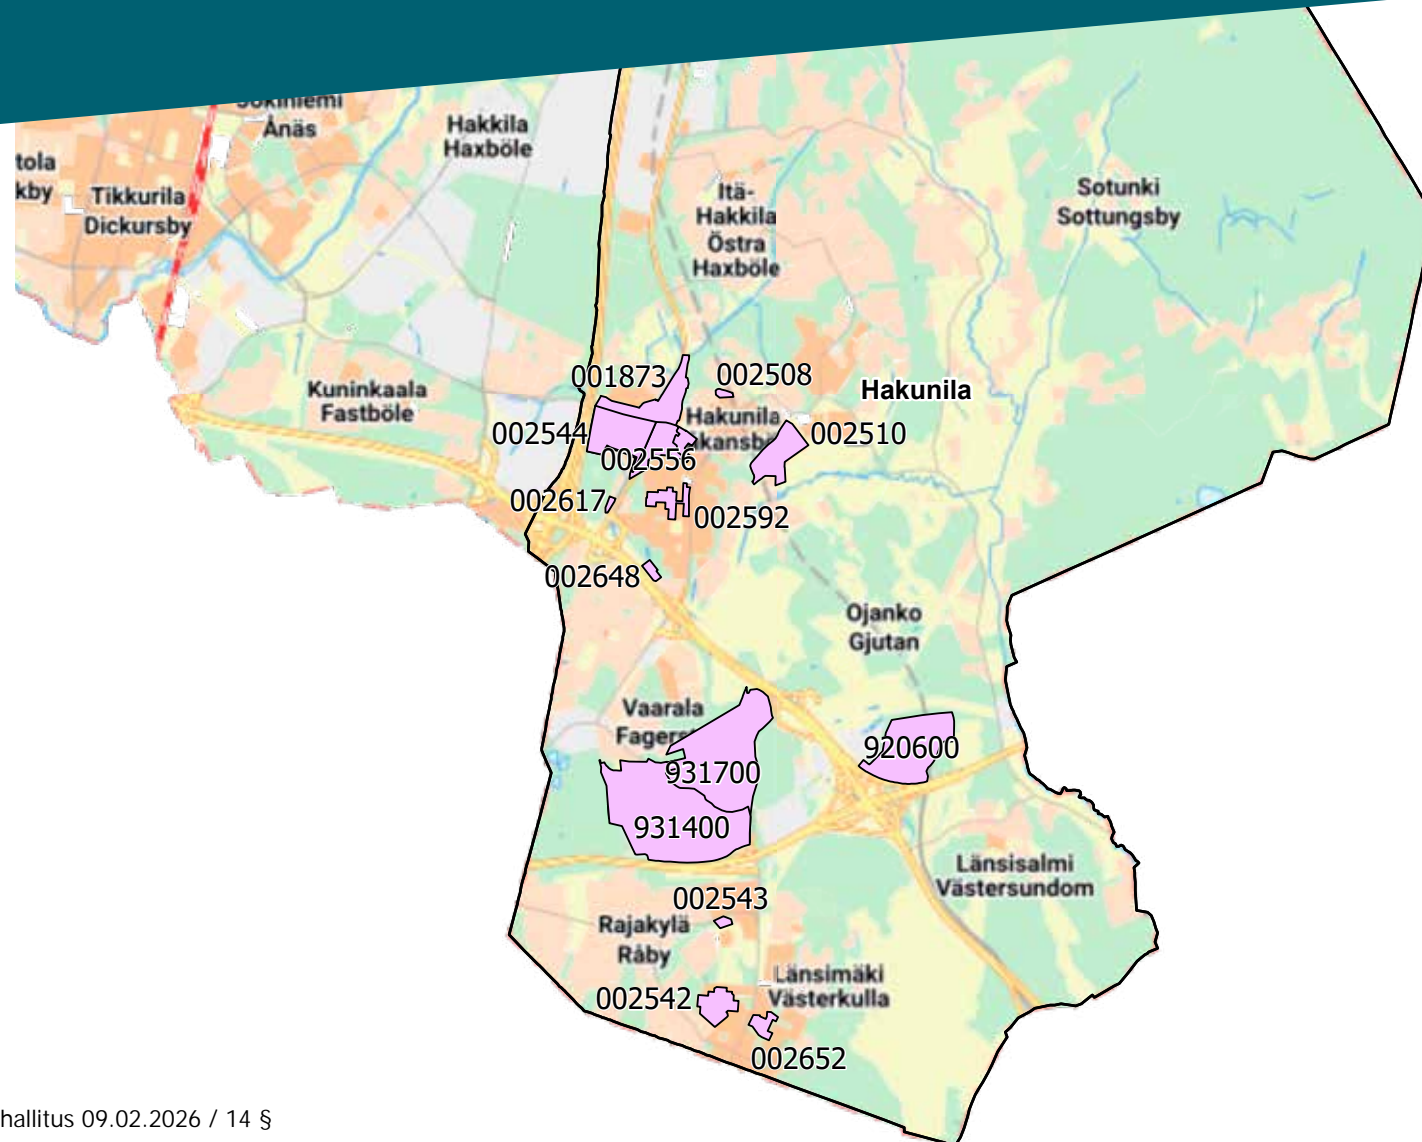 Jokiniemi
Ånäs
Hakkila
Haxböle
tola
kby
Tikkurila
Dickursby
Itä-
Hakkila
Östra
Haxböle
Sotunki
Sottungsby
Kuninkaala
Fastböle
001873
002508
Hakunila
Hakunila
kansbö
002544
002510
002556
002617
002592
002648
Ojanko
Gjutan
Vaarala
Fagers
931700
920600
931400
Länsisalmi
Västersundom
002543
Rajakylä
Råby
Länsimäki
Västerkulla
002542
002652
hallitus 09.02.2026 / 14 §